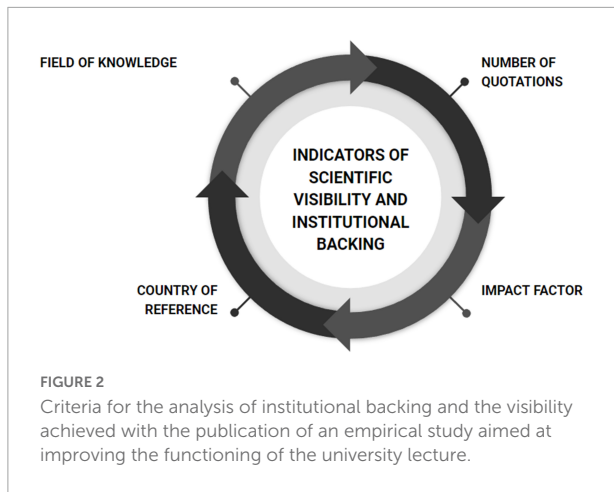 FIELD OF KNOWLEDGE
NUMBER OF
QUOTATIONS
INDICATORS OF
SCIENTIFIC
VISIBILITY AND
INSTITUTIONAL
BACKING
COUNTRY OF
REFERENCE
IMPACT FACTOR
FIGURE 2
Criteria for the analysis of institutional backing and the visibility
achieved with the publication of an empirical study aimed at
improving the functioning of the university lecture.